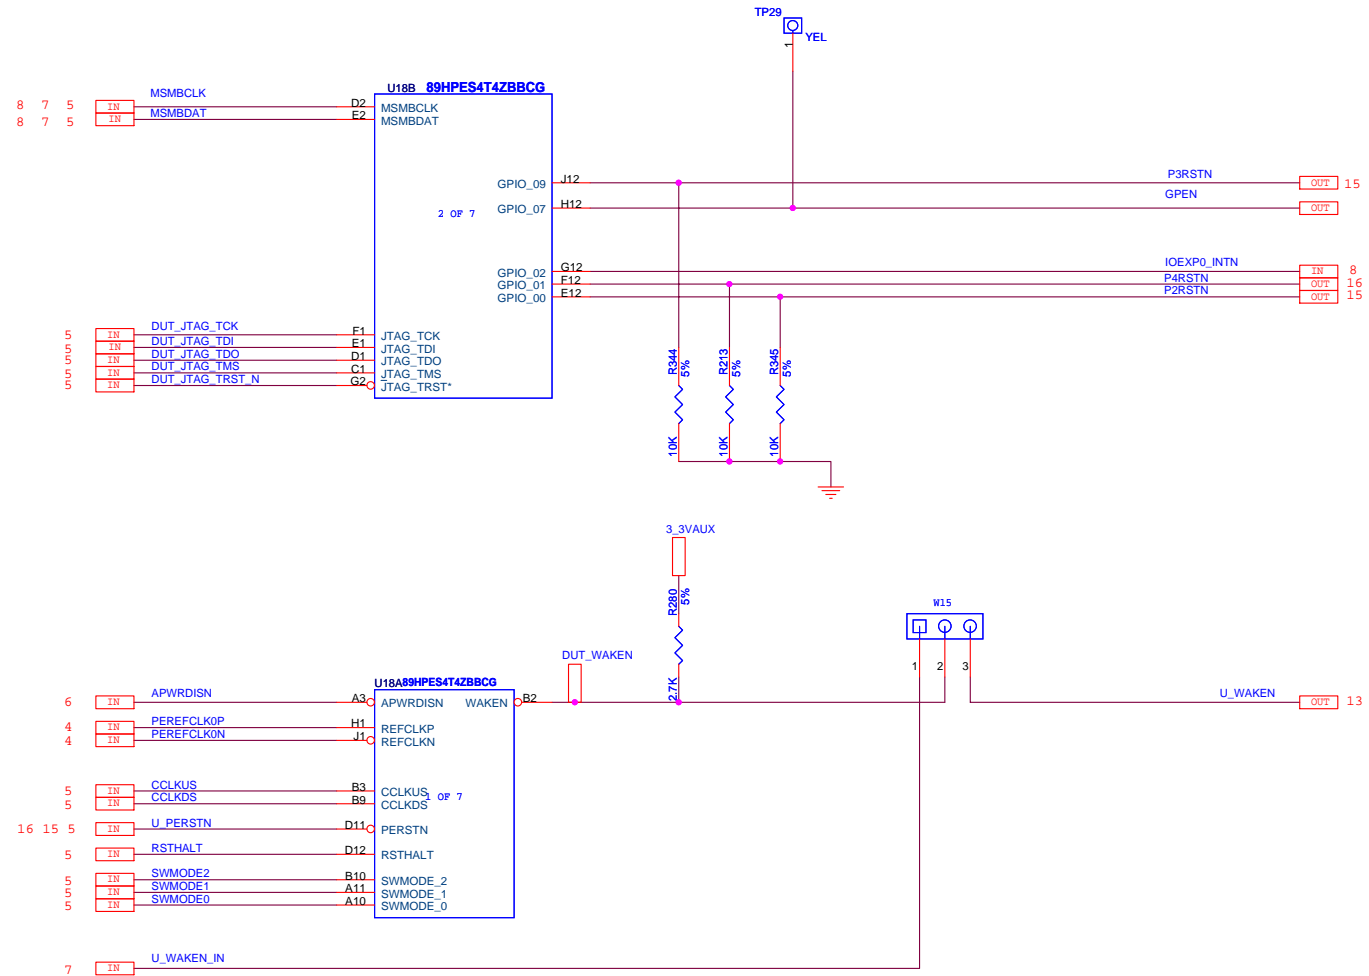 TP29
YEL
1
U18B 89HPES4T4ZBBCG
8 7 5 IN MSMBCLK D2 MSMBCLK
8 7 5 IN MSMBDAT E2 MSMBDAT
GPIO_09 J12 P3RSTN OUT 15
GPIO_07 H12 GPEN OUT
2 OF 7
GPIO_02 G12 IOEXP0_INTN IN 8
GPIO_01 F12 P4RSTN OUT 16
GPIO_00 E12 P2RSTN OUT 15
5 IN DUT_JTAG_TCK F1 JTAG_TCK
5 IN DUT_JTAG_TDI E1 JTAG_TDI
5 IN DUT_JTAG_TDO D1 JTAG_TDO
5 IN DUT_JTAG_TMS C1 JTAG_TMS
5 IN DUT_JTAG_TRST_N G2 JTAG_TRST*
R344 5% 10K
R213 5% 10K
R345 5% 10K
3_3VAUX
R280 5% 2.7K
W15
1 2 3
DUT_WAKEN
U_WAKEN OUT 13
U18A 89HPES4T4ZBBCG
6 IN APWRDISN A3 APWRDISN WAKEN B2
4 IN PEREFCLK0P H1 REFCLKP
4 IN PEREFCLK0N J1 REFCLKN
5 IN CCLKUS B3 CCLKUS
1 OF 7
5 IN CCLKDS B9 CCLKDS
16 15 5 IN U_PERSTN D11 PERSTN
5 IN RSTHALT D12 RSTHALT
5 IN SWMODE2 B10 SWMODE_2
5 IN SWMODE1 A11 SWMODE_1
5 IN SWMODE0 A10 SWMODE_0
7 IN U_WAKEN_IN